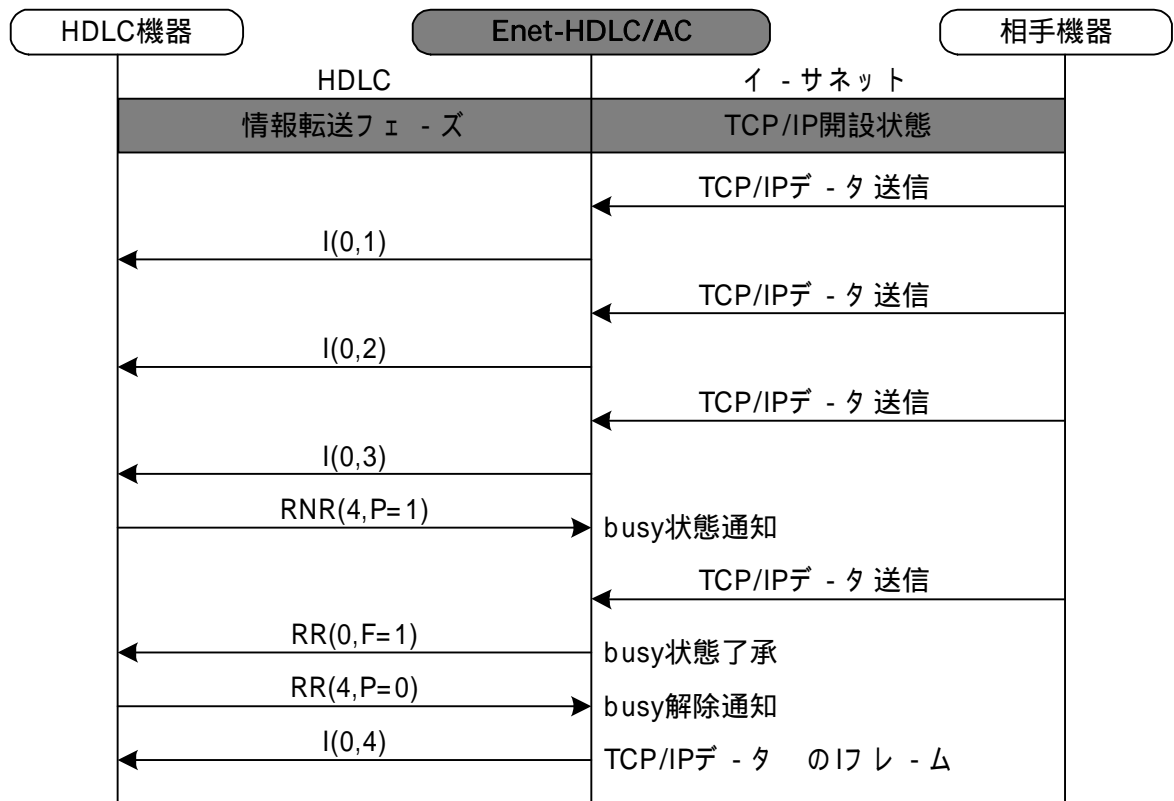 HDLC機器
Enet-HDLC/AC
相手機器
HDLC
イ-サネット
情報転送フェ-ズ
TCP/IP開設状態
TCP/IPデ-タ送信
I(0,1)
TCP/IPデ-タ送信
I(0,2)
TCP/IPデ-タ送信
I(0,3)
RNR(4,P=1)
busy状態通知
TCP/IPデ-タ送信
RR(0,F=1)
busy状態了承
RR(4,P=0)
busy解除通知
I(0,4)
TCP/IPデ-タ のIフレ-ム